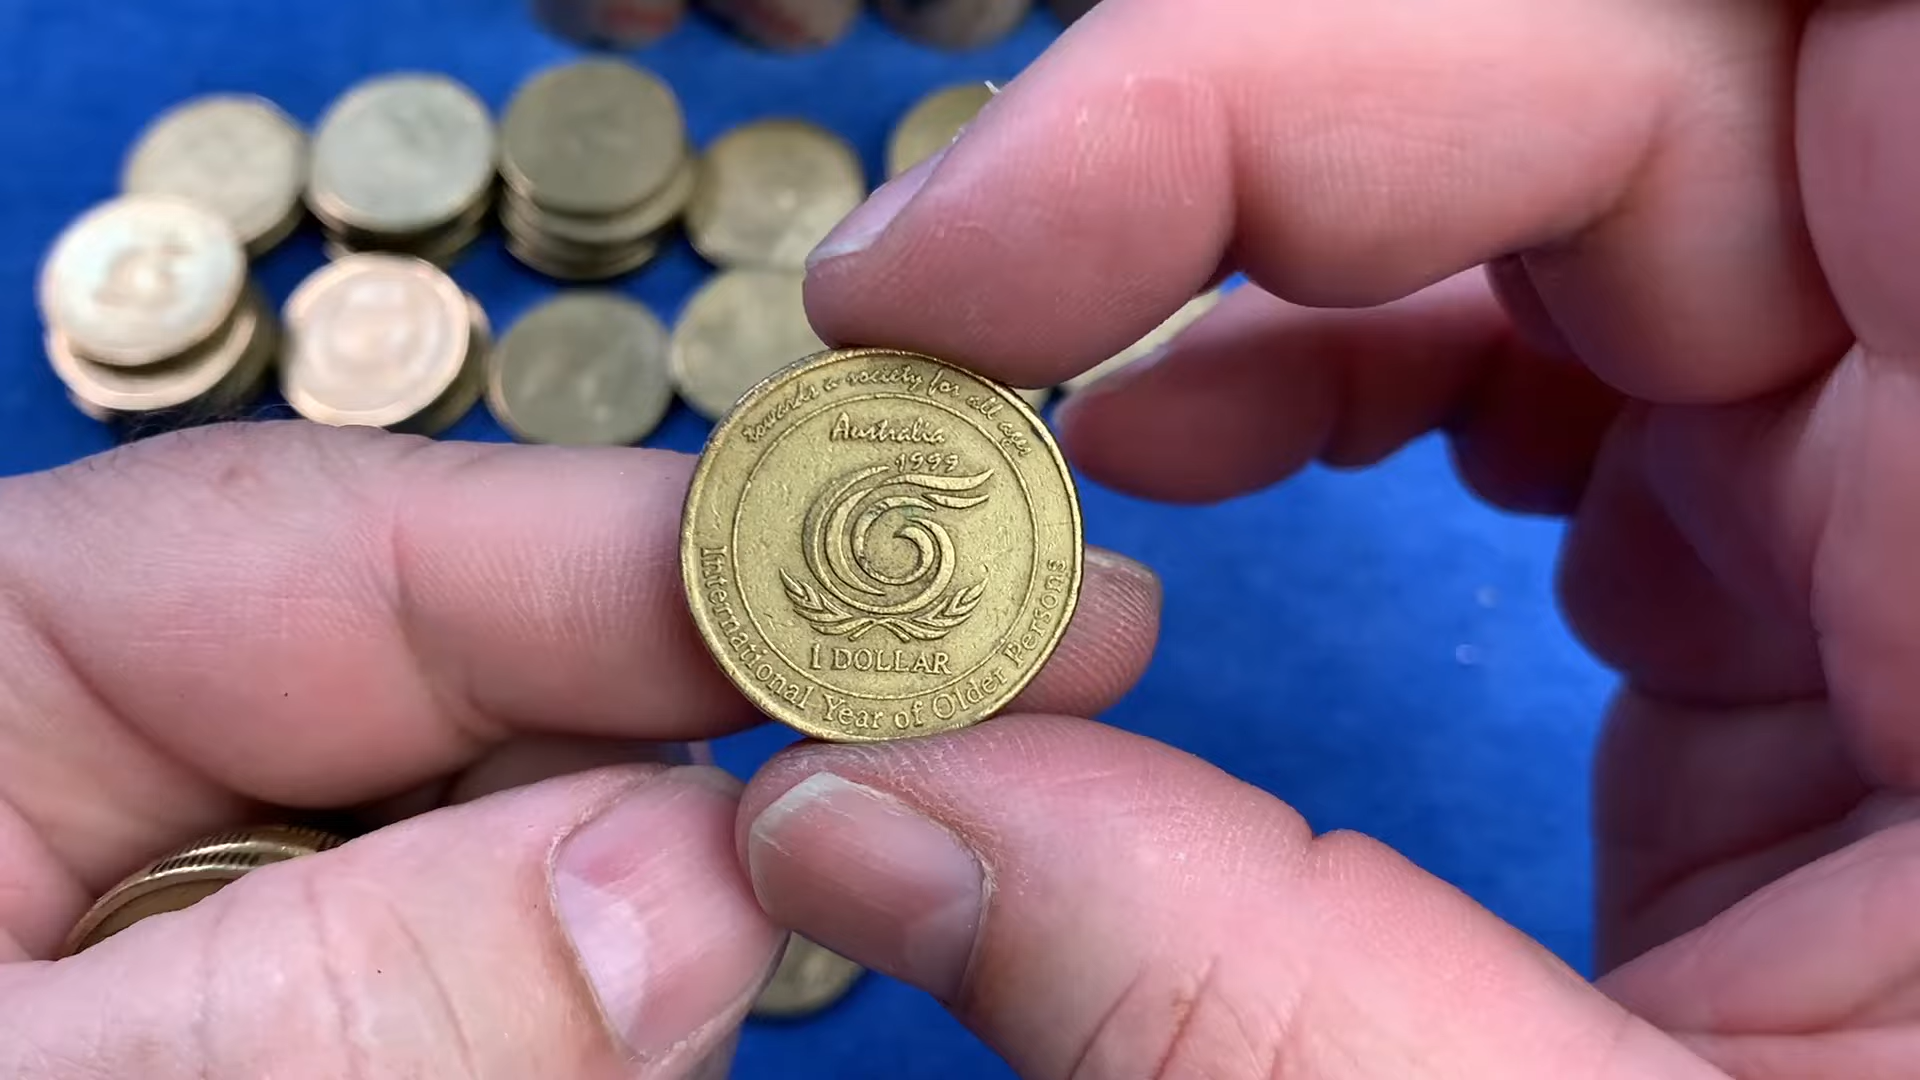 towards a society for all ages
Australia
1999
1 DOLLAR
International Year of Older Persons